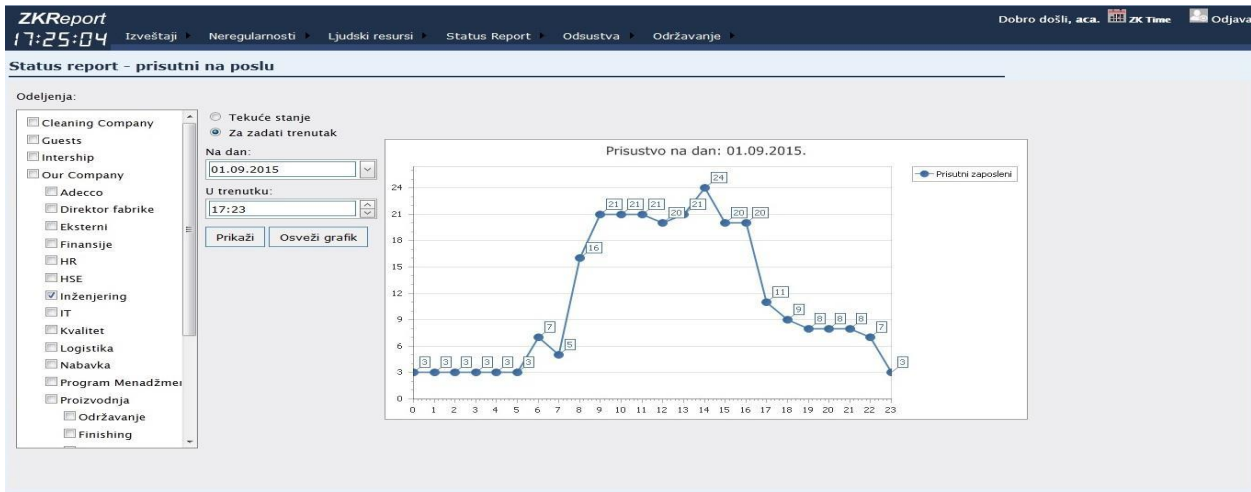 ZKReport
17:25:04
Dobro došli, aca. ZK Time Odjava
Izveštaji Neregularnosti Ljudski resursi Status Report Odsustva Održavanje
Status report - prisutni na poslu
Odeljenja:
Cleaning Company
Guests
Intership
Our Company
Adecco
Direktor fabrike
Eksterni
Finansije
HR
HSE
Inženjering
IT
Kvalitet
Logistika
Nabavka
Program Menadžmer
Proizvodnja
Održavanje
Finishing
Tekuće stanje
Za zadati trenutak
Na dan:
01.09.2015
U trenutku:
17:23
Prikaži Osveži grafik
Prisustvo na dan: 01.09.2015.
Prisutni zaposleni
24
21
18
15
12
9
6
3
0
3 3 3 3 3 3 7 5 16 21 21 21 20 21 24 20 20 11 9 8 8 8 7 3
0 1 2 3 4 5 6 7 8 9 10 11 12 13 14 15 16 17 18 19 20 21 22 23